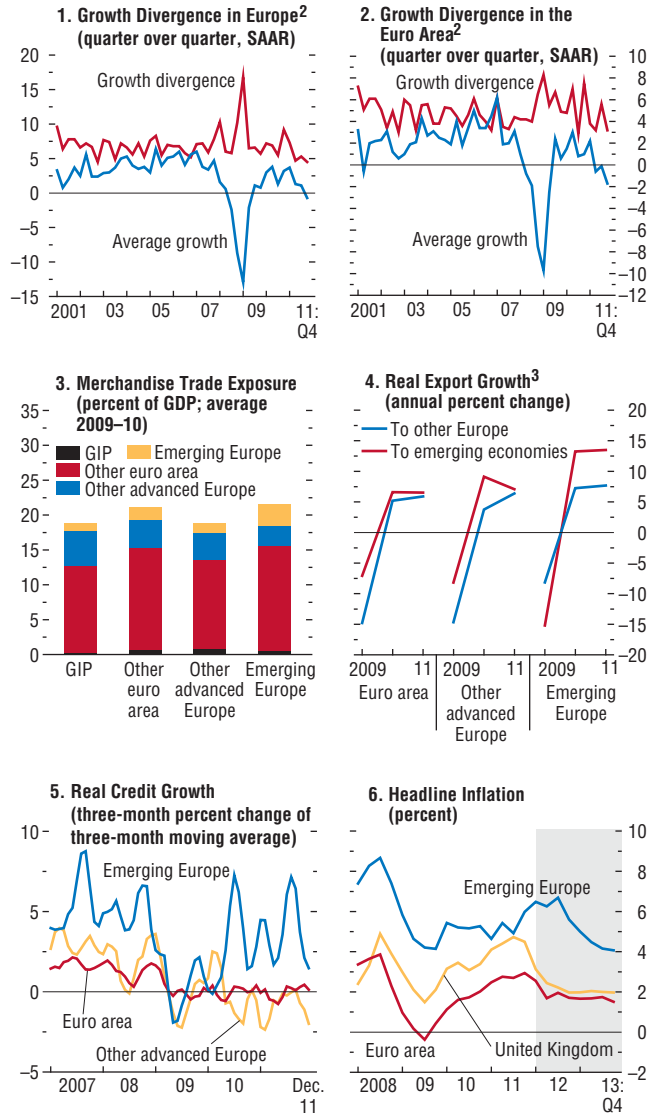 1. Growth Divergence in Europe2
(quarter over quarter, SAAR)
20
15
10
5
0
–5
–10
–15
Growth divergence
Average growth
2001 03 05 07 09 11:
Q4
2. Growth Divergence in the
Euro Area2
(quarter over quarter, SAAR)
10
8
6
4
2
0
–2
–4
–6
–8
–10
–12
Growth divergence
Average growth
2001 03 05 07 09 11:
Q4
3. Merchandise Trade Exposure
(percent of GDP; average
2009–10)
35
30
25
20
15
10
5
0
GIP Emerging Europe
Other euro area
Other advanced Europe
GIP
Other
euro
area
Other
advanced
Europe
Emerging
Europe
4. Real Export Growth3
(annual percent change)
20
15
10
5
0
–5
–10
–15
–20
To other Europe
To emerging economies
2009 11 2009 11 2009 11
Euro area
Other
advanced
Europe
Emerging
Europe
5. Real Credit Growth
(three-month percent change of
three-month moving average)
10
5
0
–5
Emerging Europe
Euro area
Other advanced Europe
2007 08 09 10 Dec.
11
6. Headline Inflation
(percent)
10
8
6
4
2
0
–2
Emerging Europe
Euro area
United Kingdom
2008 09 10 11 12 13:
Q4